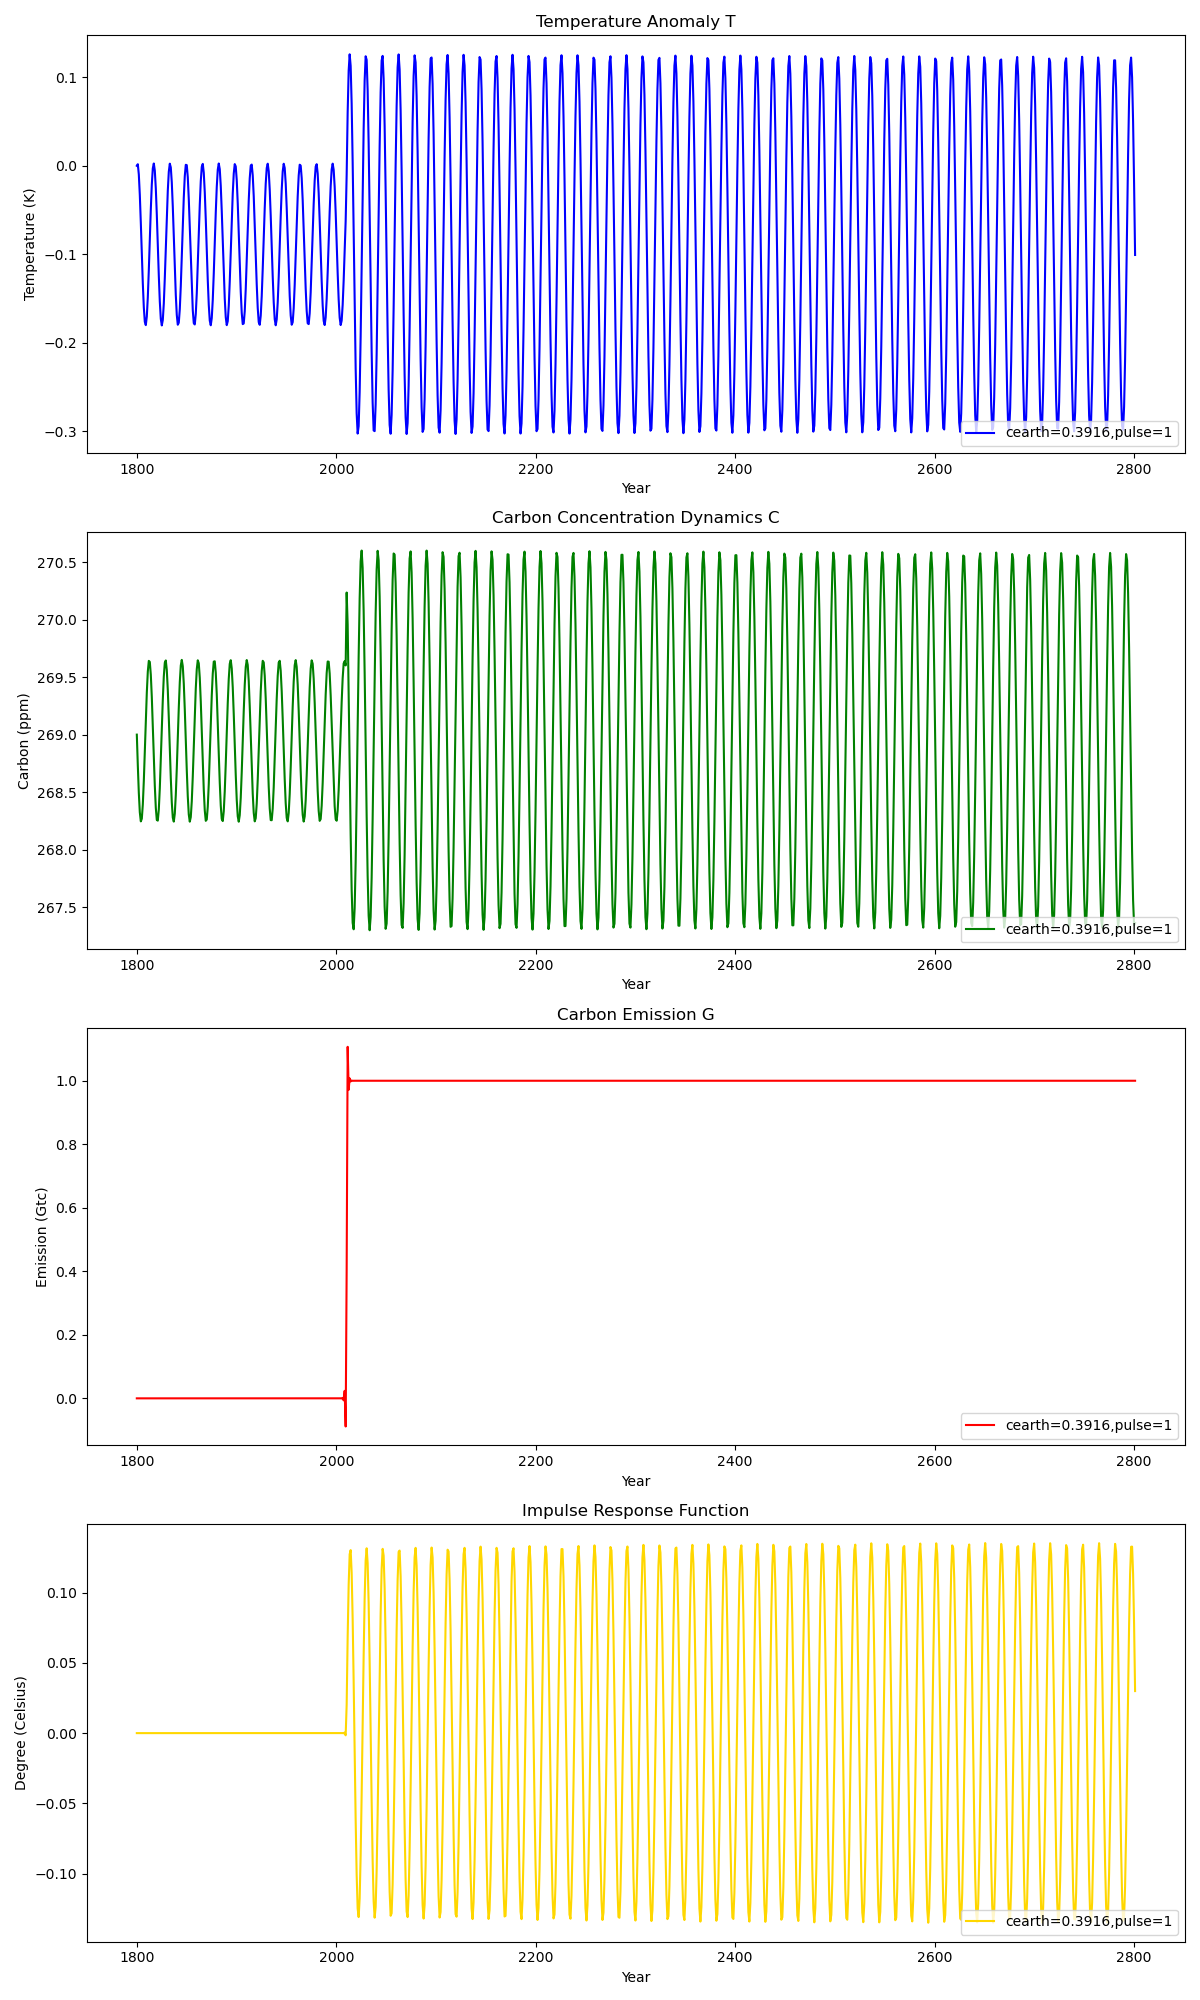 Temperature Anomaly T
Temperature (K)
0.1
0.0
−0.1
−0.2
−0.3
cearth=0.3916,pulse=1
1800 2000 2200 2400 2600 2800
Year
Carbon Concentration Dynamics C
Carbon (ppm)
270.5
270.0
269.5
269.0
268.5
268.0
267.5
cearth=0.3916,pulse=1
1800 2000 2200 2400 2600 2800
Year
Carbon Emission G
Emission (Gtc)
1.0
0.8
0.6
0.4
0.2
0.0
cearth=0.3916,pulse=1
1800 2000 2200 2400 2600 2800
Year
Impulse Response Function
Degree (Celsius)
0.10
0.05
0.00
−0.05
−0.10
cearth=0.3916,pulse=1
1800 2000 2200 2400 2600 2800
Year